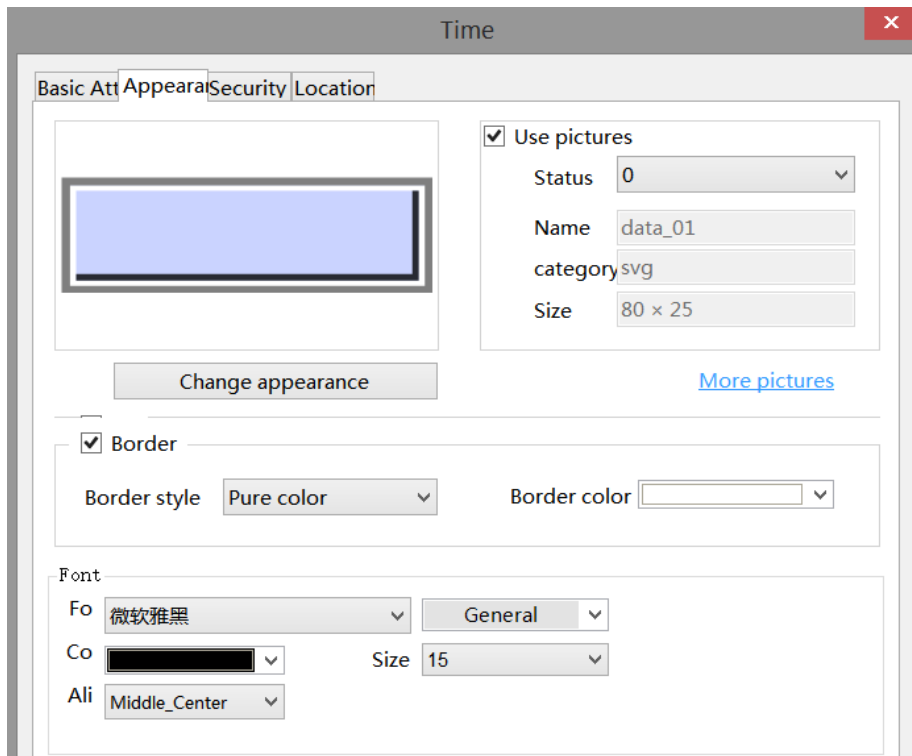 Time
Basic Att Appearar Security Location
Use pictures
Status 0
Name data_01
category svg
Size 80 × 25
Change appearance
More pictures
Border
Border style Pure color
Border color
Font
Fo 微软雅黑 General
Co Size 15
Ali Middle_Center